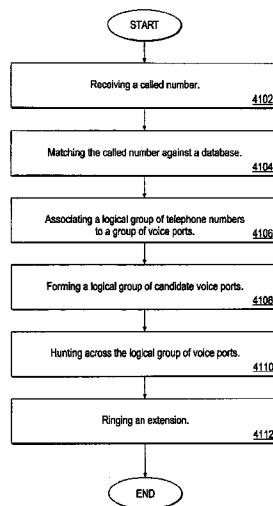 START
Receiving a called number.
4102
Matching the called number against a database.
4104
Associating a logical group of telephone numbers
to a group of voice ports.
4106
Forming a logical group of candidate voice ports.
4108
Hunting across the logical group of voice ports.
4110
Ringing an extension.
4112
END